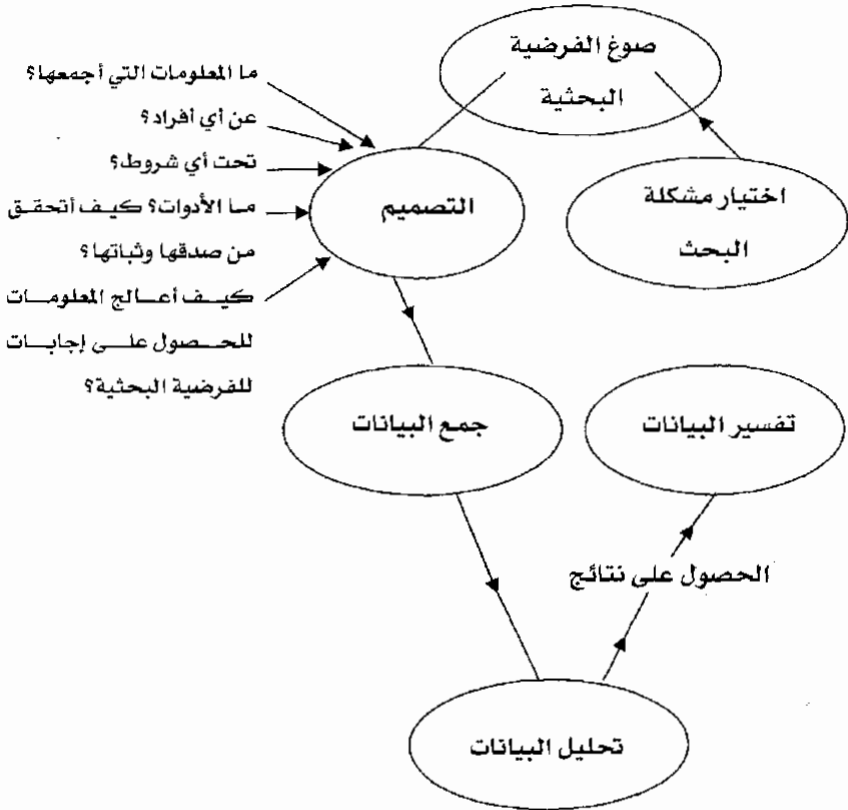 صوغ الفرضية
البحثية
اختيار مشكلة
البحث
ما المعلومات التي أجمعها؟
عن أي أفراد؟
تحت أي شروط؟
ما الأدوات؟ كيف أتحقق
من صدقها وثباتها؟
كيف أعالج المعلومات
للحصول على إجابات
للفرضية البحثية؟
التصميم
جمع البيانات
تفسير البيانات
الحصول على نتائج
تحليل البيانات